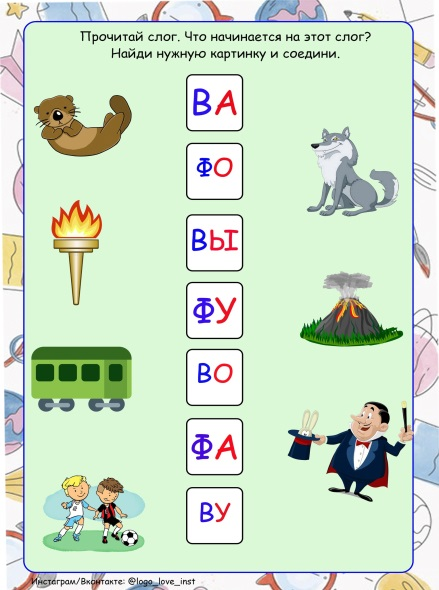 Прочитай слог. Что начинается на этот слог?
Найди нужную картинку и соедини.
ВА
ФО
ВЫ
ФУ
ВО
ФА
ВУ
Инстаграм/Вконтакте: @logo_love_inst